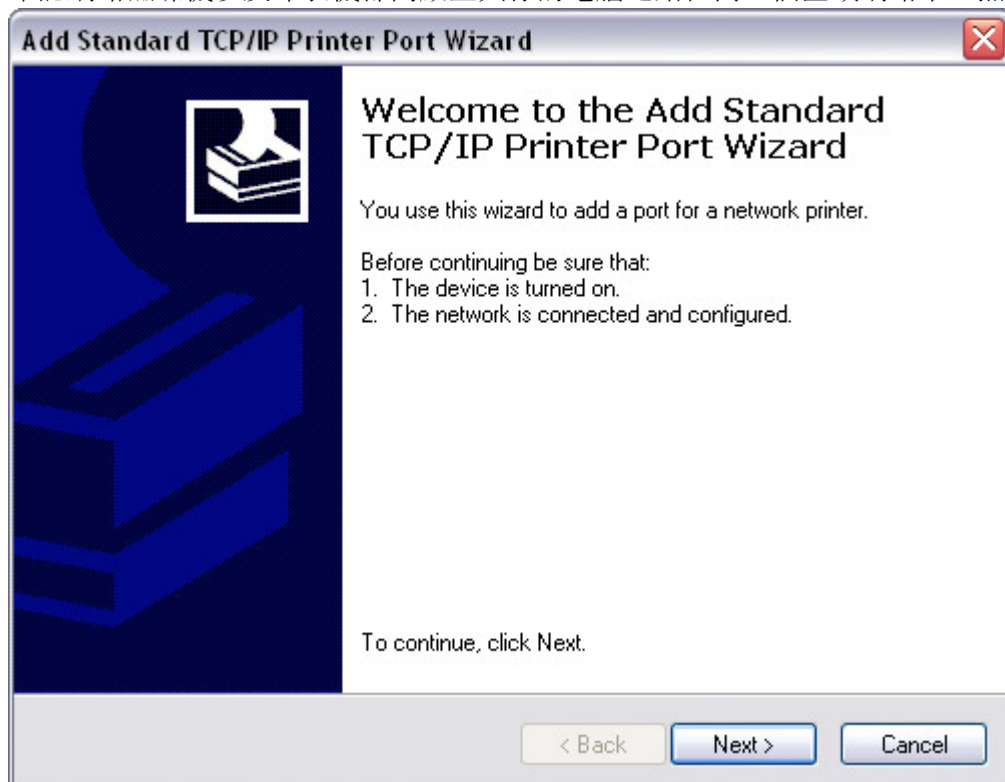 Add Standard TCP/IP Printer Port Wizard
Welcome to the Add Standard
TCP/IP Printer Port Wizard
You use this wizard to add a port for a network printer.
Before continuing be sure that:
1. The device is turned on.
2. The network is connected and configured.
To continue, click Next.
< Back
Next >
Cancel